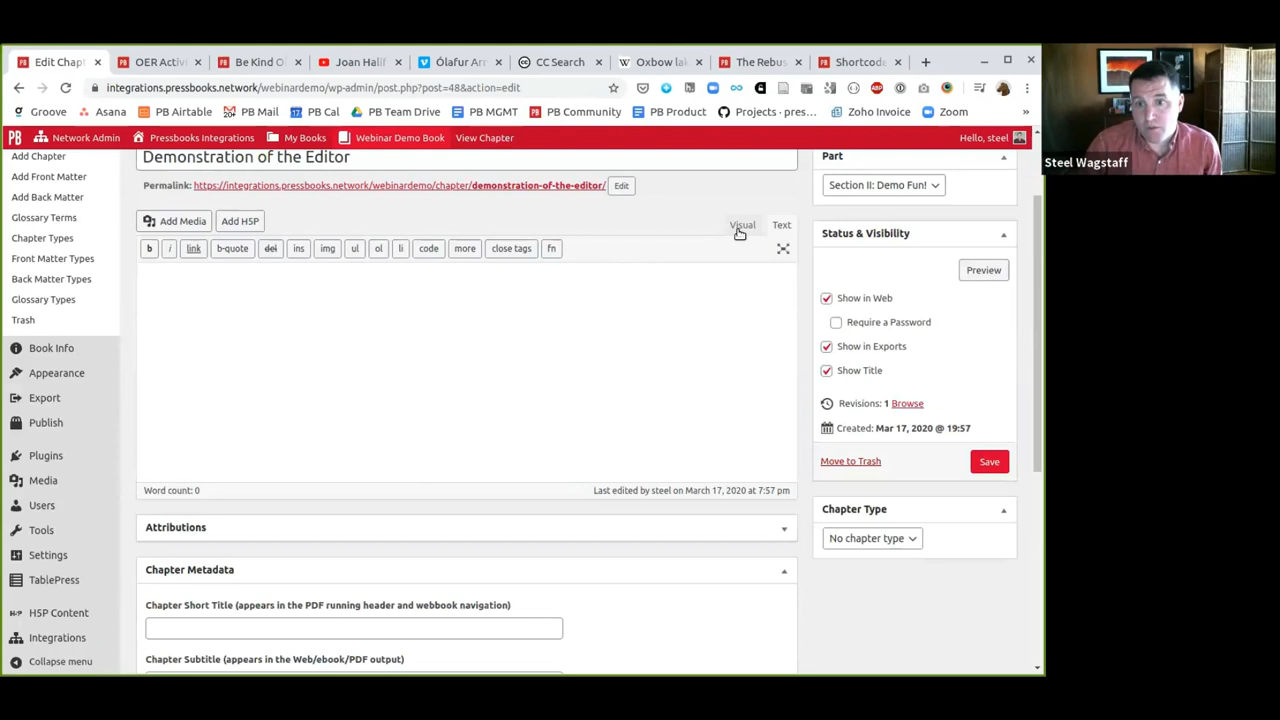 Edit Chap
OER Activ
Be Kind O
Joan Halif
Ólafur Arn
CC Search
Oxbow lak
The Rebus
Shortcode
integrations.pressbooks.network/webinardemo/wp-admin/post.php?post=48&action=edit
Groove
Asana
PB Airtable
PB Mail
PB Calendar
PB Team Drive
PB MGMT
PB Community
PB Product
Projects - pres...
Zoho Invoice
Zoom
»
PB
Network Admin
Pressbooks Integrations
My Books
Webinar Demo Book
View Chapter
Hello, steel
Add Chapter
Add Front Matter
Add Back Matter
Glossary Terms
Chapter Types
Front Matter Types
Back Matter Types
Glossary Types
Trash
Book Info
Appearance
Export
Publish
Plugins
Media
Users
Tools
Settings
TablePress
H5P Content
Integrations
Collapse menu
Demonstration of the Editor
Permalink: https://integrations.pressbooks.network/webinardemo/chapter/demonstration-of-the-editor/ Edit
Add Media Add H5P
Visual Text
b i link b-quote del ins img ul ol li code more close tags fn
Word count: 0
Last edited by steel on March 17, 2020 at 7:57 pm
Attributions
Chapter Metadata
Chapter Short Title (appears in the PDF running header and webbook navigation)
Chapter Subtitle (appears in the Web/ebook/PDF output)
Part
Section II: Demo Fun!
Status & Visibility
Preview
Show in Web
Require a Password
Show in Exports
Show Title
Revisions: 1 Browse
Created: Mar 17, 2020 @ 19:57
Move to Trash
Save
Chapter Type
No chapter type
Steel Wagstaff